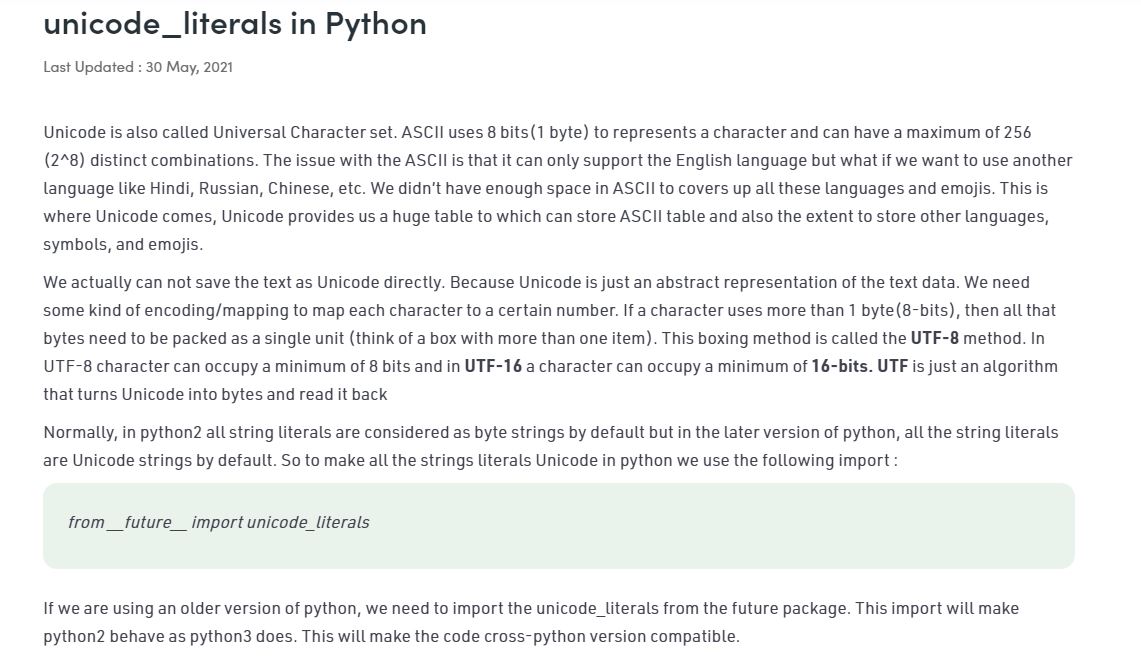 unicode_literals in Python
Last Updated : 30 May, 2021
Unicode is also called Universal Character set. ASCII uses 8 bits(1 byte) to represents a character and can have a maximum of 256
(2^8) distinct combinations. The issue with the ASCII is that it can only support the English language but what if we want to use another
language like Hindi, Russian, Chinese, etc. We didn’t have enough space in ASCII to covers up all these languages and emojis. This is
where Unicode comes, Unicode provides us a huge table to which can store ASCII table and also the extent to store other languages,
symbols, and emojis.
We actually can not save the text as Unicode directly. Because Unicode is just an abstract representation of the text data. We need
some kind of encoding/mapping to map each character to a certain number. If a character uses more than 1 byte(8-bits), then all that
bytes need to be packed as a single unit (think of a box with more than one item). This boxing method is called the UTF-8 method. In
UTF-8 character can occupy a minimum of 8 bits and in UTF-16 a character can occupy a minimum of 16-bits. UTF is just an algorithm
that turns Unicode into bytes and read it back
Normally, in python2 all string literals are considered as byte strings by default but in the later version of python, all the string literals
are Unicode strings by default. So to make all the strings literals Unicode in python we use the following import :
from __future__ import unicode_literals
If we are using an older version of python, we need to import the unicode_literals from the future package. This import will make
python2 behave as python3 does. This will make the code cross-python version compatible.